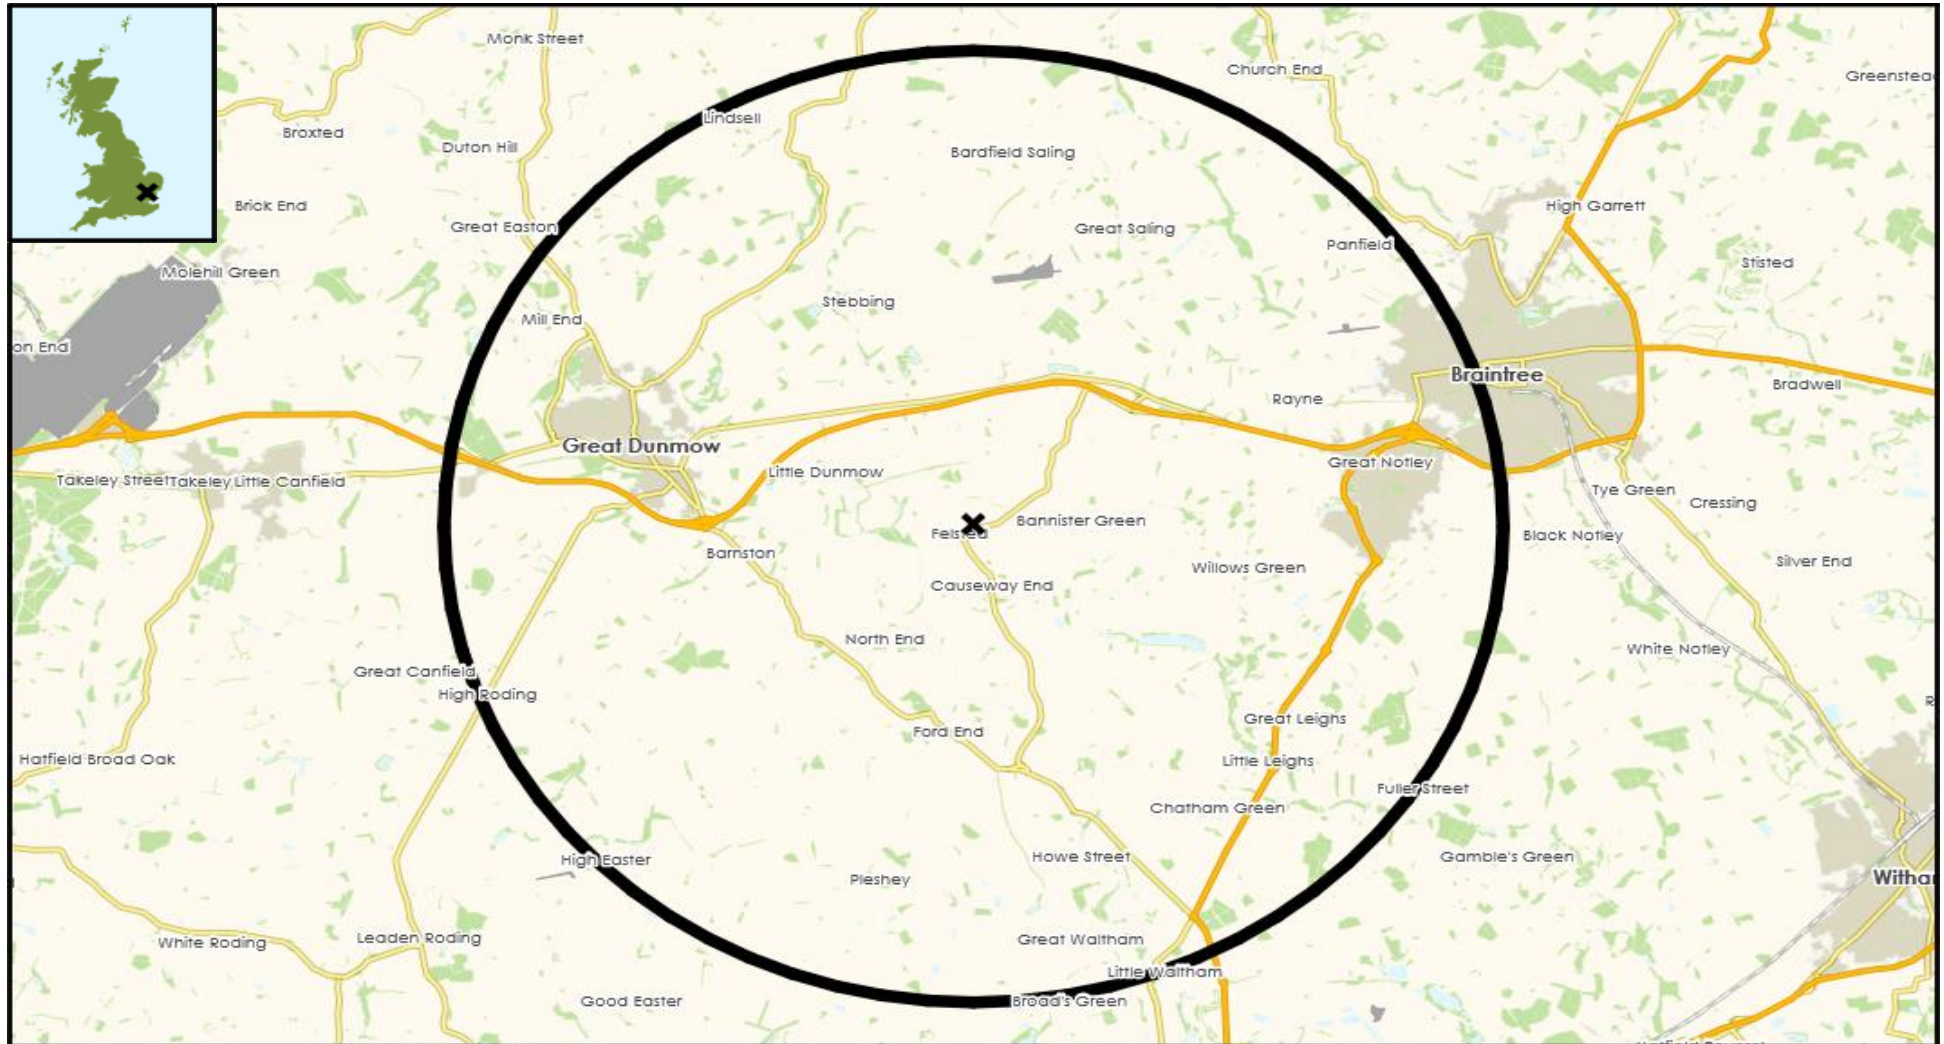 Monk Street
Church End
Greenstea
Lindsell
Broxted
Duton Hill
Bardfield Saling
Brick End
High Garrett
Great Easton
Great Saling
Panfield
Stisted
Molehill Green
Stebbing
Mill End
on End
Braintree
Bradwell
Rayne
Great Dunmow
Great Notley
Little Dunmow
Takeley Street
Takeley
Little Canfield
Tye Green
Cressing
Bannister Green
Felsted
Black Notley
Barnston
Silver End
Willows Green
Causeway End
North End
White Notley
Great Canfield
High Roding
R
Great Leighs
Ford End
Hatfield Broad Oak
Little Leighs
Fuller Street
Chatham Green
Howe Street
Gamble's Green
High Easter
Pleshey
Witha
White Roding
Leaden Roding
Great Waltham
Little Waltham
Good Easter
Broad's Green